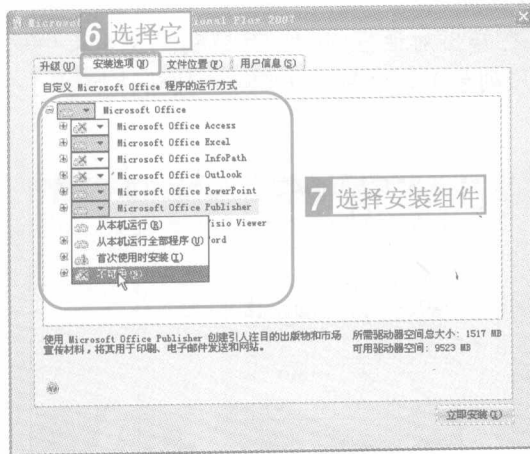 6 选择它
Plus 2007
升级(U) 安装选项(N) 文件位置(F) 用户信息(S)
自定义 Microsoft Office 程序的运行方式
Microsoft Office
Microsoft Office Access
Microsoft Office Excel
Microsoft Office InfoPath
Microsoft Office Outlook
Microsoft Office PowerPoint
Microsoft Office Publisher
7 选择安装组件
从本机运行(R)
isio Viewer
从本机运行全部程序(U)
ord
首次使用时安装(I)
使用 Microsoft Office Publisher 创建引人注目的出版物和市场
宣传材料，将其用于印刷、电子邮件发送和网站。
所需驱动器空间总大小: 1517 MB
可用驱动器空间: 9523 MB
立即安装(I)